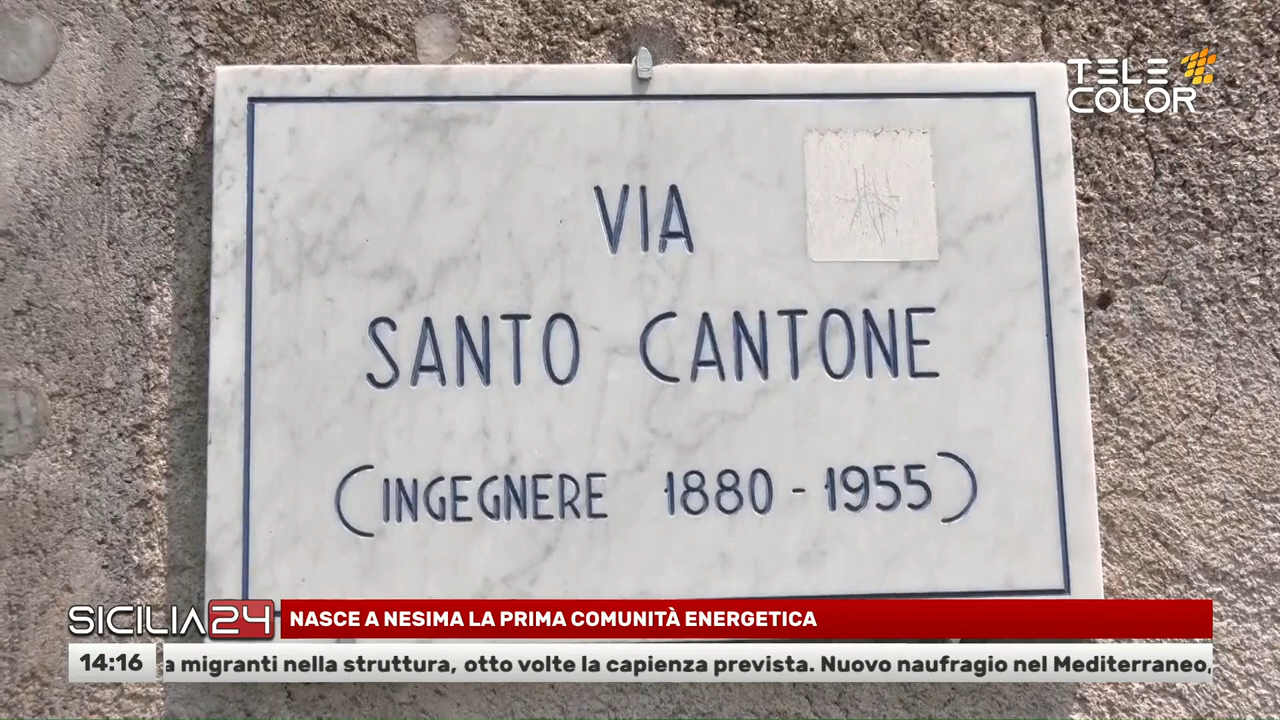 TELE
COLOR
VIA
SANTO CANTONE
(INGEGNERE 1880 - 1955)
SICILIA24 NASCE A NESIMA LA PRIMA COMUNITÀ ENERGETICA
14:16 a migranti nella struttura, otto volte la capienza prevista. Nuovo naufragio nel Mediterraneo,